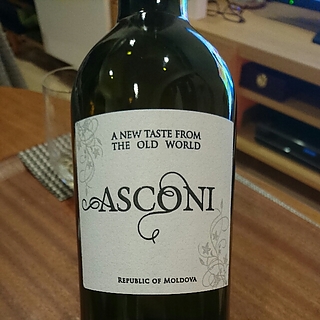 A NEW TASTE FROM
THE OLD WORLD
ASCONI
REPUBLIC OF MOLDOVA